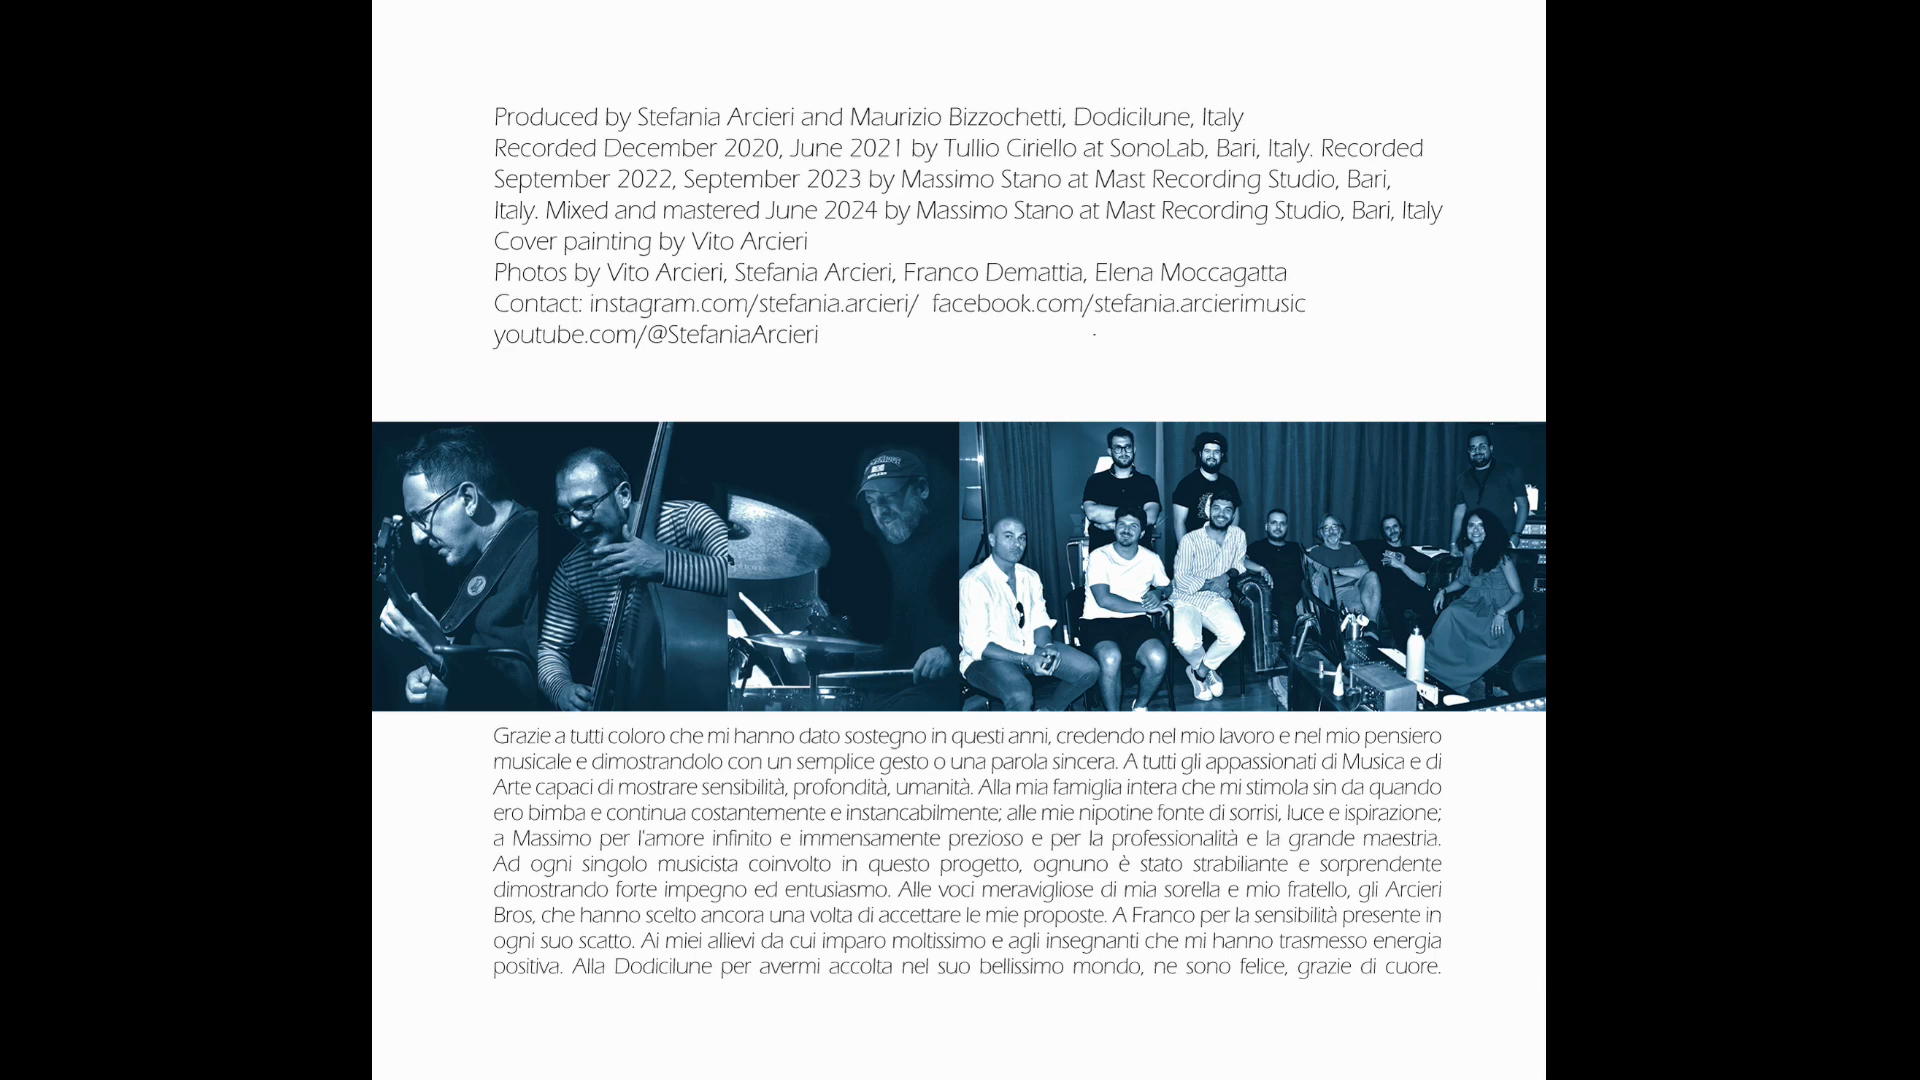 Produced by Stefania Arcieri and Maurizio Bizzochetti, Dodicilune, Italy
Recorded December 2020, June 2021 by Tullio Ciriello at SonoLab, Bari, Italy. Recorded
September 2022, September 2023 by Massimo Stano at Mast Recording Studio, Bari,
Italy. Mixed and mastered June 2024 by Massimo Stano at Mast Recording Studio, Bari, Italy
Cover painting by Vito Arcieri
Photos by Vito Arcieri, Stefania Arcieri, Franco Demattia, Elena Moccagatta
Contact: instagram.com/stefania.arcieri/ facebook.com/stefania.arcierimusic
youtube.com/@StefaniaArcieri
Grazie a tutti coloro che mi hanno dato sostegno in questi anni, credendo nel mio lavoro e nel mio pensiero
musicale e dimostrandolo con un semplice gesto o una parola sincera. A tutti gli appassionati di Musica e di
Arte capaci di mostrare sensibilità, profondità, umanità. Alla mia famiglia intera che mi stimola sin da quando
ero bimba e continua costantemente e instancabilmente; alle mie nipotine fonte di sorrisi, luce e ispirazione;
a Massimo per l'amore infinito e immensamente prezioso e per la professionalità e la grande maestria.
Ad ogni singolo musicista coinvolto in questo progetto, ognuno è stato strabiliante e sorprendente
dimostrando forte impegno ed entusiasmo. Alle voci meravigliose di mia sorella e mio fratello, gli Arcieri
Bros, che hanno scelto ancora una volta di accettare le mie proposte. A Franco per la sensibilità presente in
ogni suo scatto. Ai miei allievi da cui imparo moltissimo e agli insegnanti che mi hanno trasmesso energia
positiva. Alla Dodicilune per avermi accolta nel suo bellissimo mondo, ne sono felice, grazie di cuore.